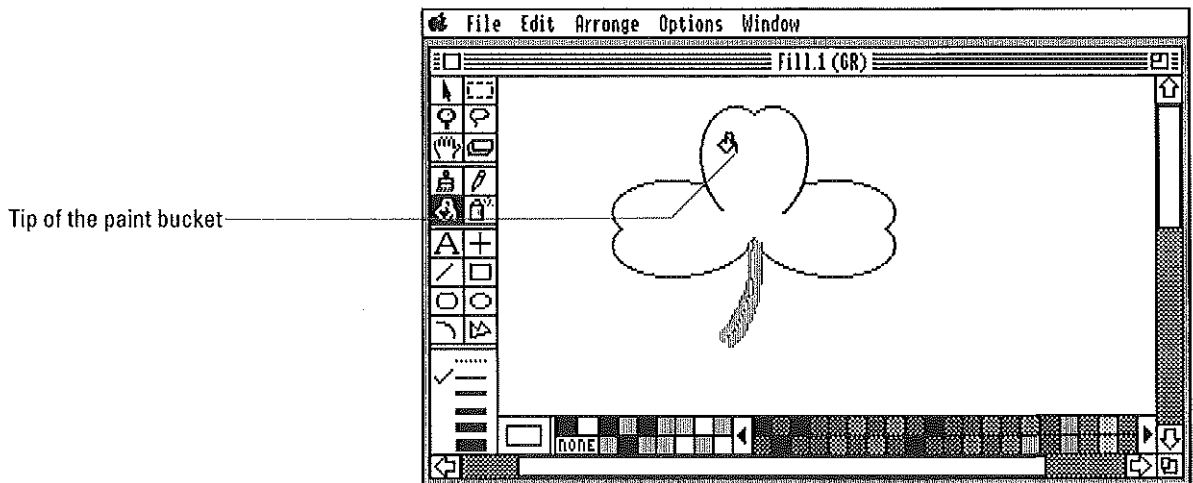 File Edit Arrange Options Window
Fill.1 (GR)
Tip of the paint bucket
A
none